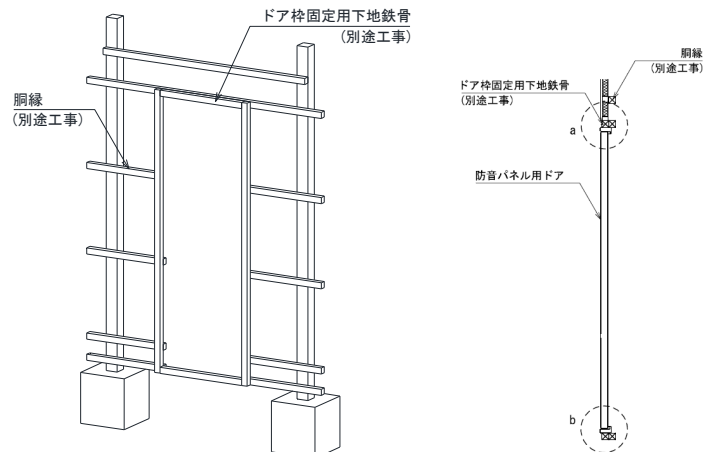 ドア枠固定用下地鉄骨
(別途工事)
胴縁
(別途工事)
胴縁
(別途工事)
ドア枠固定用下地鉄骨
(別途工事)
a
防音パネル用ドア
b